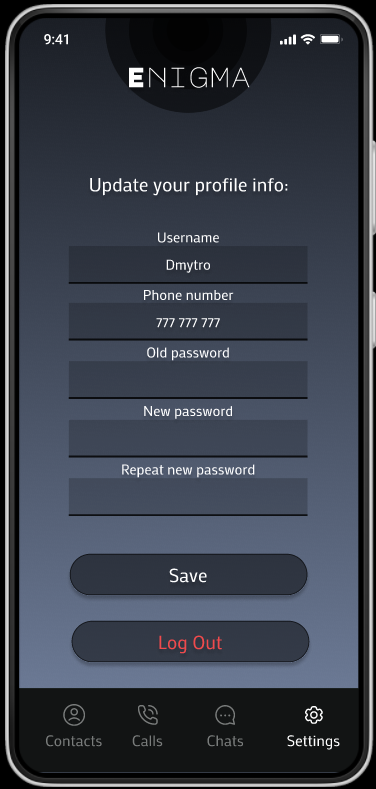 9:41
ENIGMA
Update your profile info:
Username
Dmytro
Phone number
777 777 777
Old password
New password
Repeat new password
Save
Log Out
Contacts Calls Chats Settings